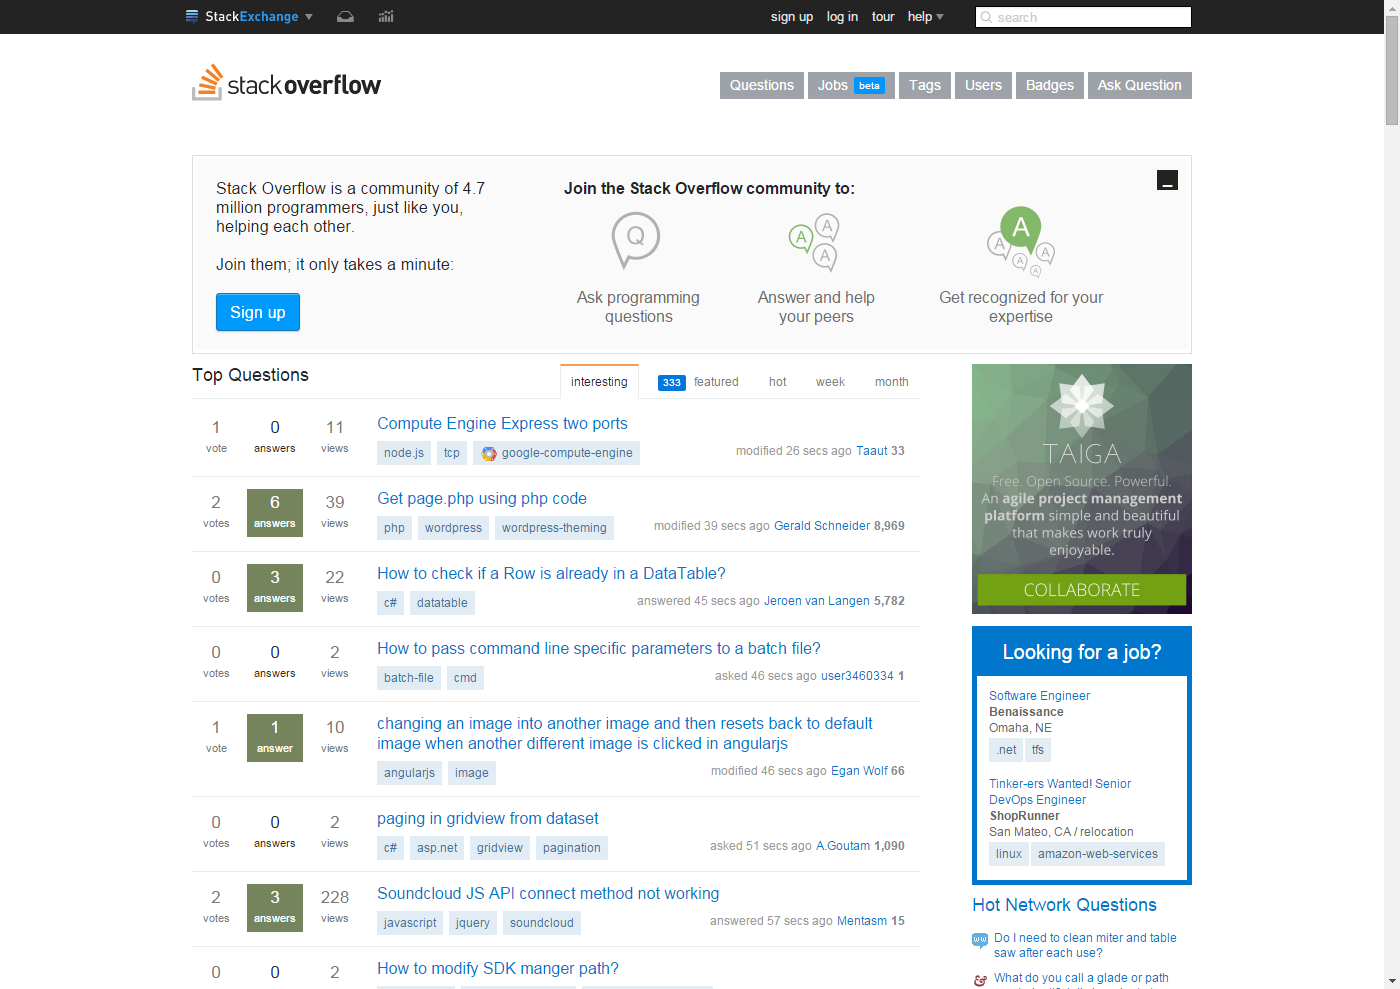 StackExchange
sign up log in tour help
search
stackoverflow
Questions Jobs beta Tags Users Badges Ask Question
Stack Overflow is a community of 4.7
million programmers, just like you,
helping each other.
Join them; it only takes a minute:
Sign up
Join the Stack Overflow community to:
Q
Ask programming
questions
A A A
Answer and help
your peers
A A A A A
Get recognized for your
expertise
Top Questions
interesting 333 featured hot week month
1 0 11
vote answers views
Compute Engine Express two ports
node.js tcp google-compute-engine
modified 26 secs ago Taaut 33
2 6 39
votes answers views
Get page.php using php code
php wordpress wordpress-theming
modified 39 secs ago Gerald Schneider 8,969
0 3 22
votes answers views
How to check if a Row is already in a DataTable?
c# datatable
answered 45 secs ago Jeroen van Langen 5,782
0 0 2
votes answers views
How to pass command line specific parameters to a batch file?
batch-file cmd
asked 46 secs ago user3460334 1
1 1 10
vote answer views
changing an image into another image and then resets back to default
image when another different image is clicked in angularjs
angularjs image
modified 46 secs ago Egan Wolf 66
0 0 2
votes answers views
paging in gridview from dataset
c# asp.net gridview pagination
asked 51 secs ago A.Goutam 1,090
2 3 228
votes answers views
Soundcloud JS API connect method not working
javascript jquery soundcloud
answered 57 secs ago Mentasm 15
0 0 2
How to modify SDK manger path?
TAIGA
Free. Open Source. Powerful.
An agile project management
platform simple and beautiful
that makes work truly
enjoyable.
COLLABORATE
Looking for a job?
Software Engineer
Benaissance
Omaha, NE
.net tfs
Tinker-ers Wanted! Senior
DevOps Engineer
ShopRunner
San Mateo, CA / relocation
linux amazon-web-services
Hot Network Questions
Do I need to clean miter and table
saw after each use?
What do you call a glade or path